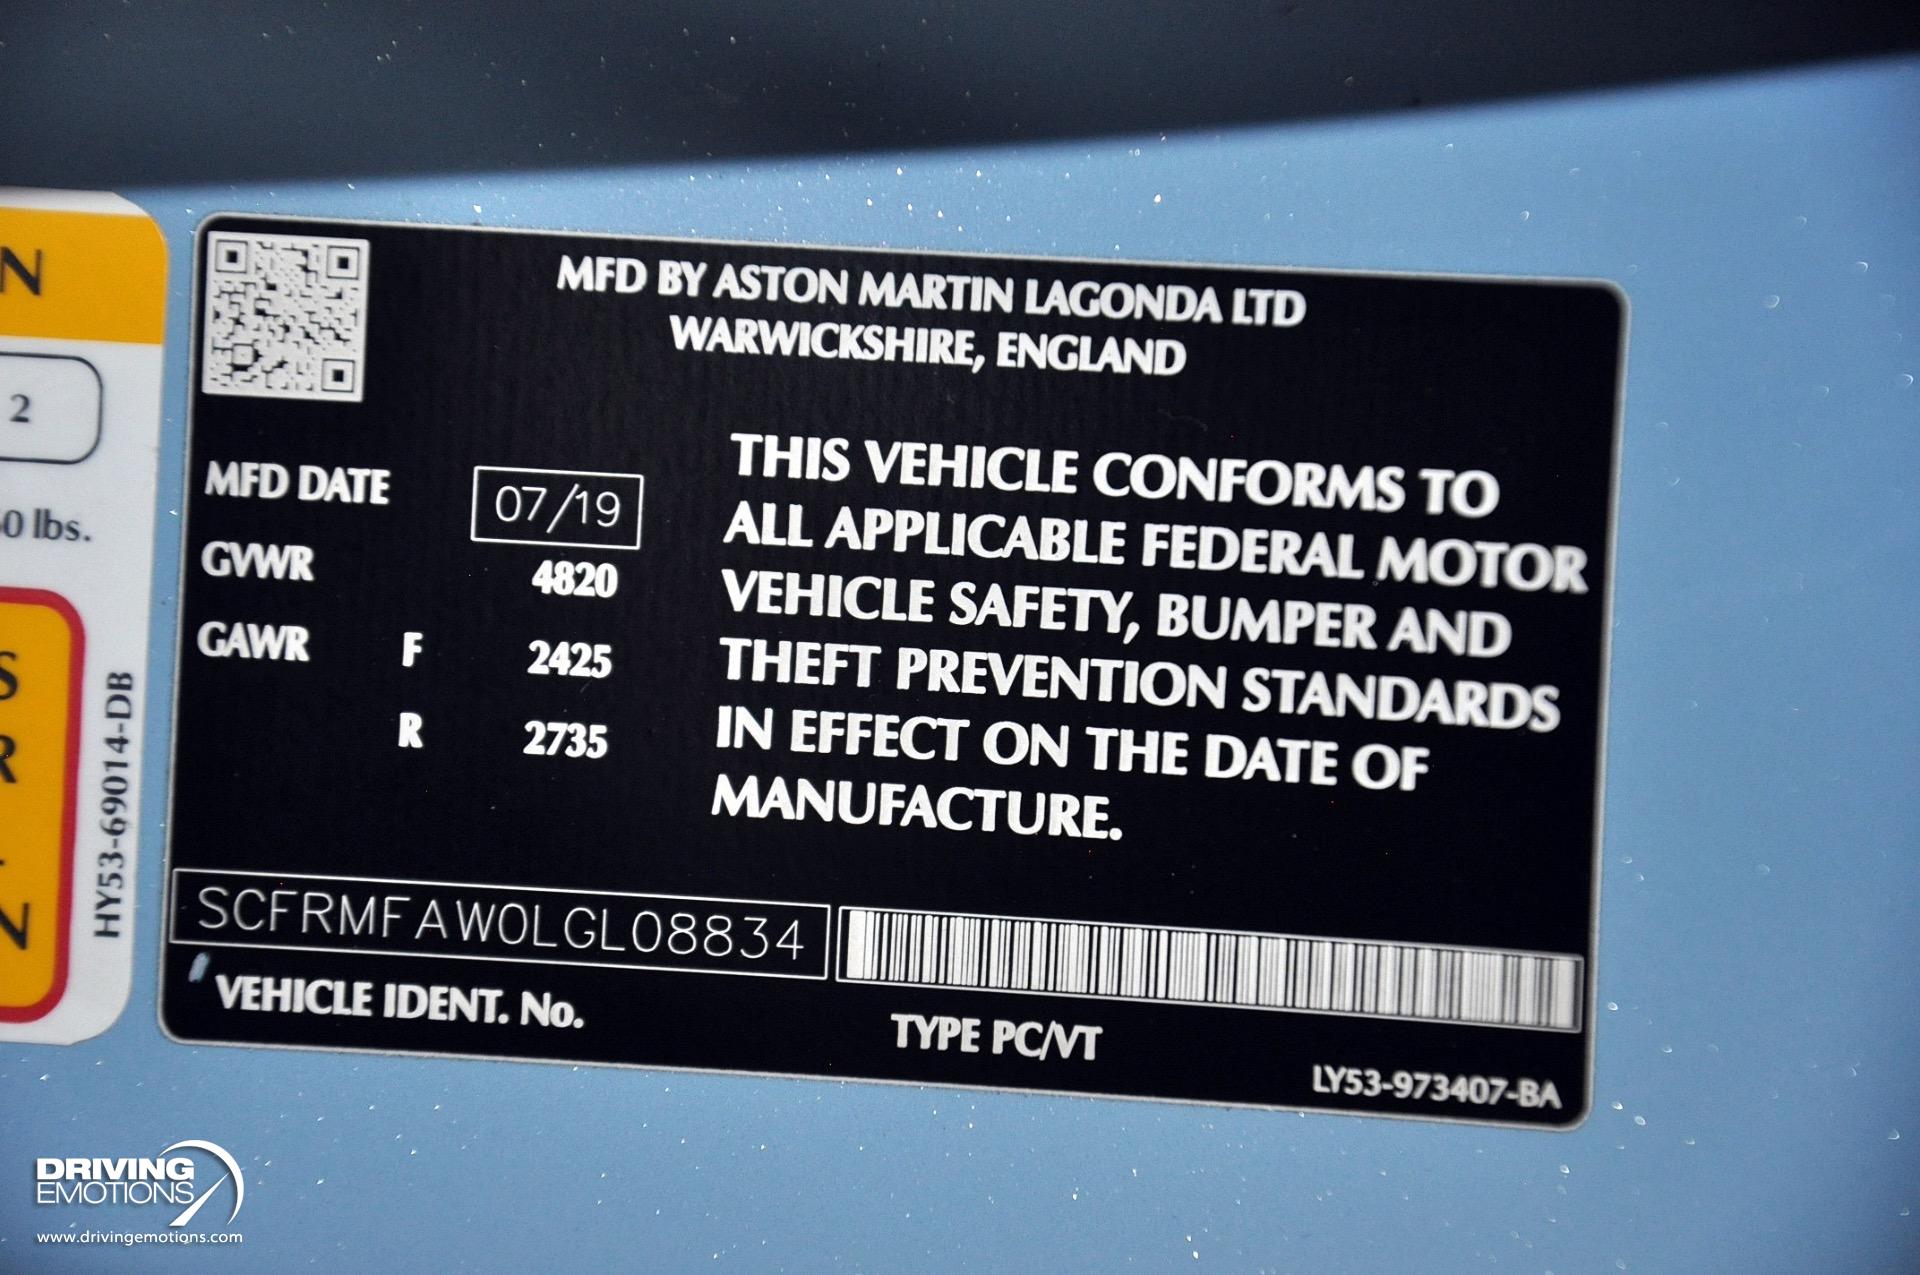 N
2
0 lbs.
S
R
N
HY53-69014-DB
MFD BY ASTON MARTIN LAGONDA LTD
WARWICKSHIRE, ENGLAND
MFD DATE 07/19
GVWR 4820
GAWR F 2425
R 2735
THIS VEHICLE CONFORMS TO
ALL APPLICABLE FEDERAL MOTOR
VEHICLE SAFETY, BUMPER AND
THEFT PREVENTION STANDARDS
IN EFFECT ON THE DATE OF
MANUFACTURE.
SCFRMFAW0LGL08834
VEHICLE IDENT. No.
TYPE PC/VT
LY53-973407-BA
DRIVING
EMOTIONS
www.drivingemotions.com